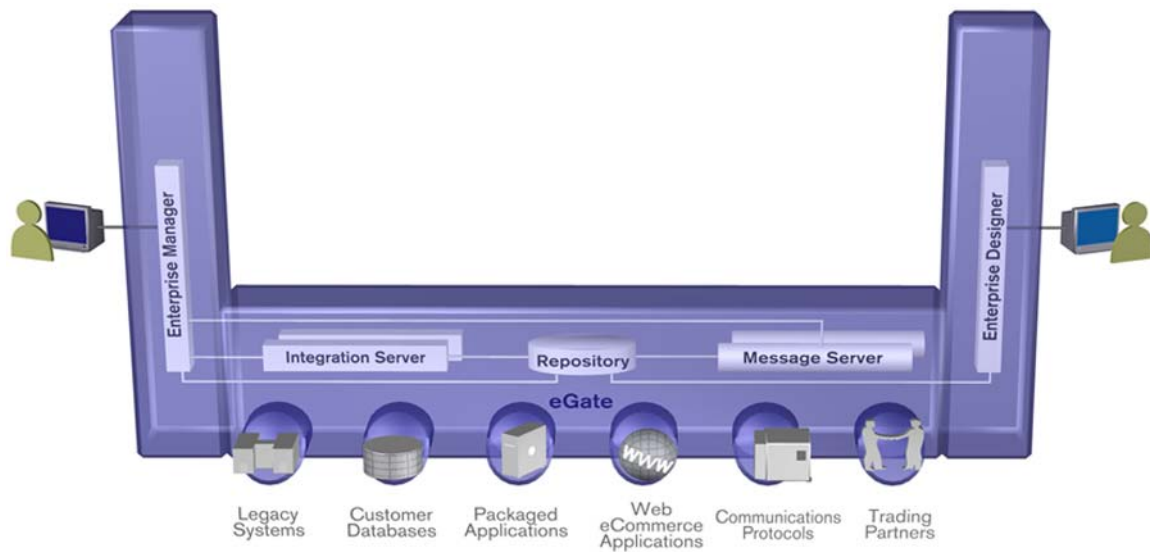 Enterprise Manager
Enterprise Designer
Integration Server
Repository
Message Server
eGate
www
Legacy
Systems
Customer
Databases
Packaged
Applications
Web
eCommerce
Applications
Communications
Protocols
Trading
Partners